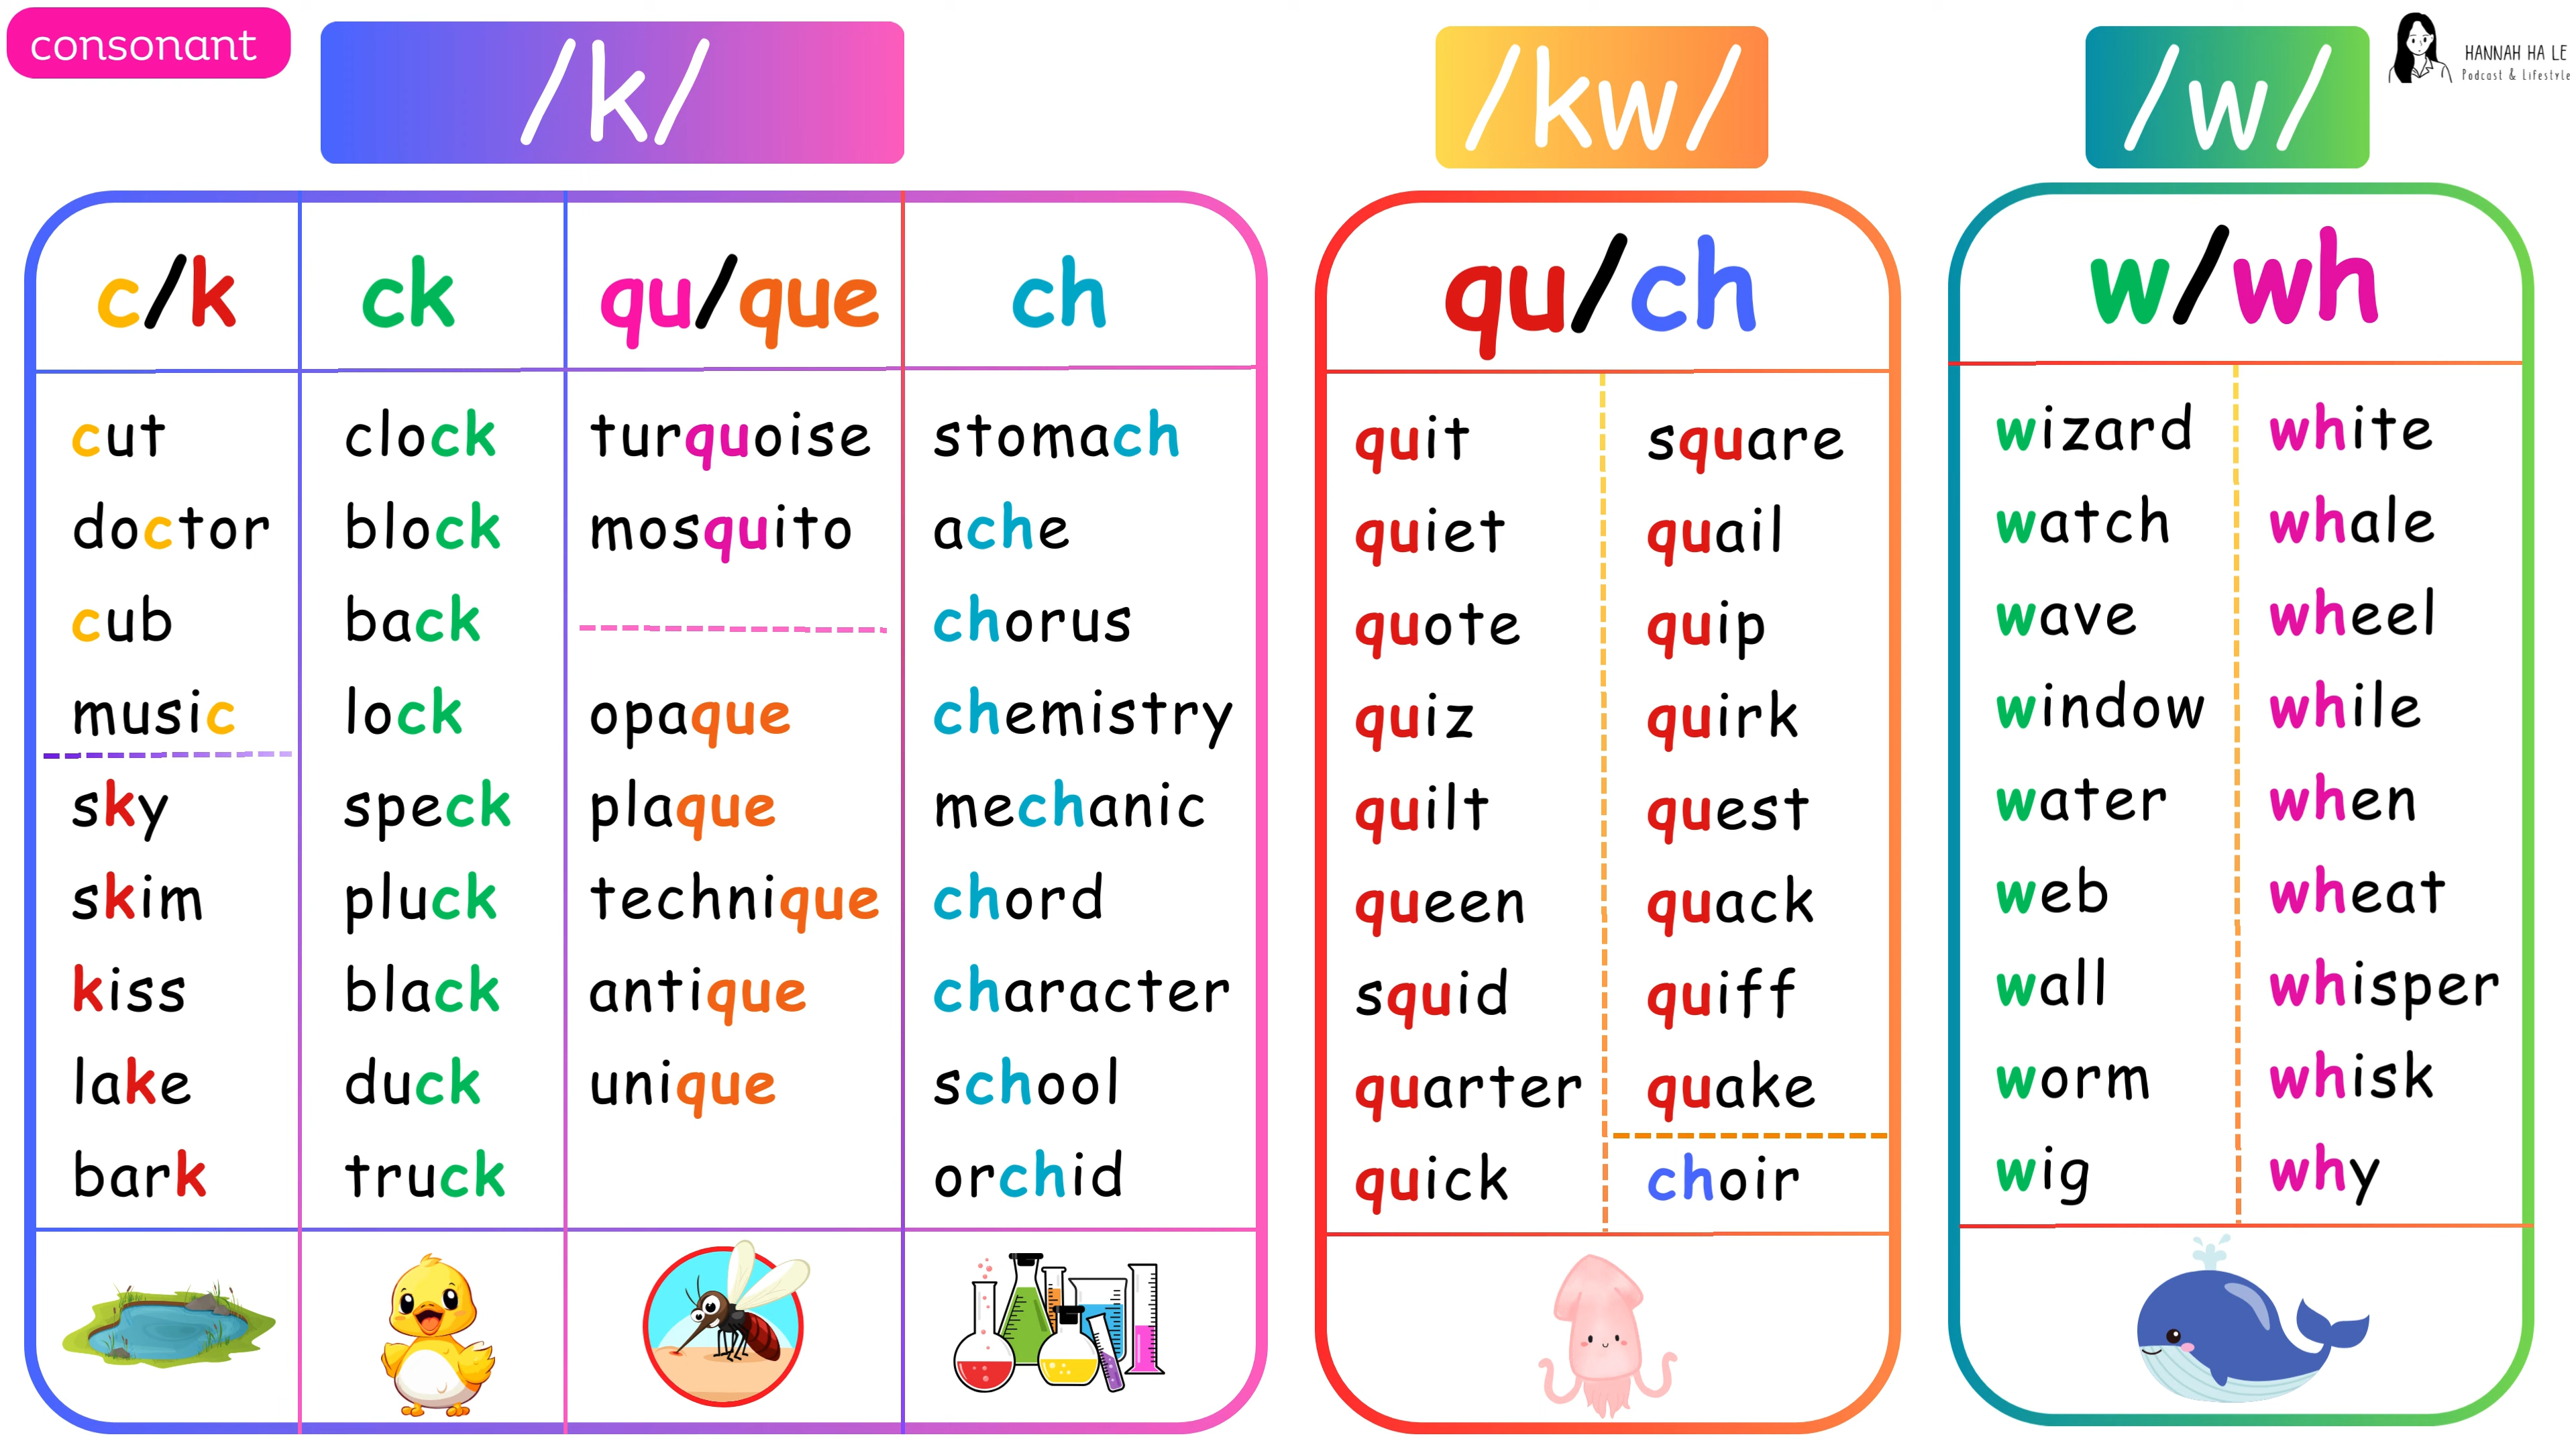 consonant
/k/
/kw/
/w/
HANNAH HA LE
Podcast & Lifestyle
c/k
cut
doctor
cub
music
sky
skim
kiss
lake
bark
ck
clock
block
back
lock
speck
pluck
black
duck
truck
qu/que
turquoise
mosquito
opaque
plaque
technique
antique
unique
ch
stomach
ache
chorus
chemistry
mechanic
chord
character
school
orchid
qu/ch
quit
quiet
quote
quiz
quilt
queen
squid
quarter
quick
square
quail
quip
quirk
quest
quack
quiff
quake
choir
w/wh
wizard
watch
wave
window
water
web
wall
worm
wig
white
whale
wheel
while
when
wheat
whisper
whisk
why